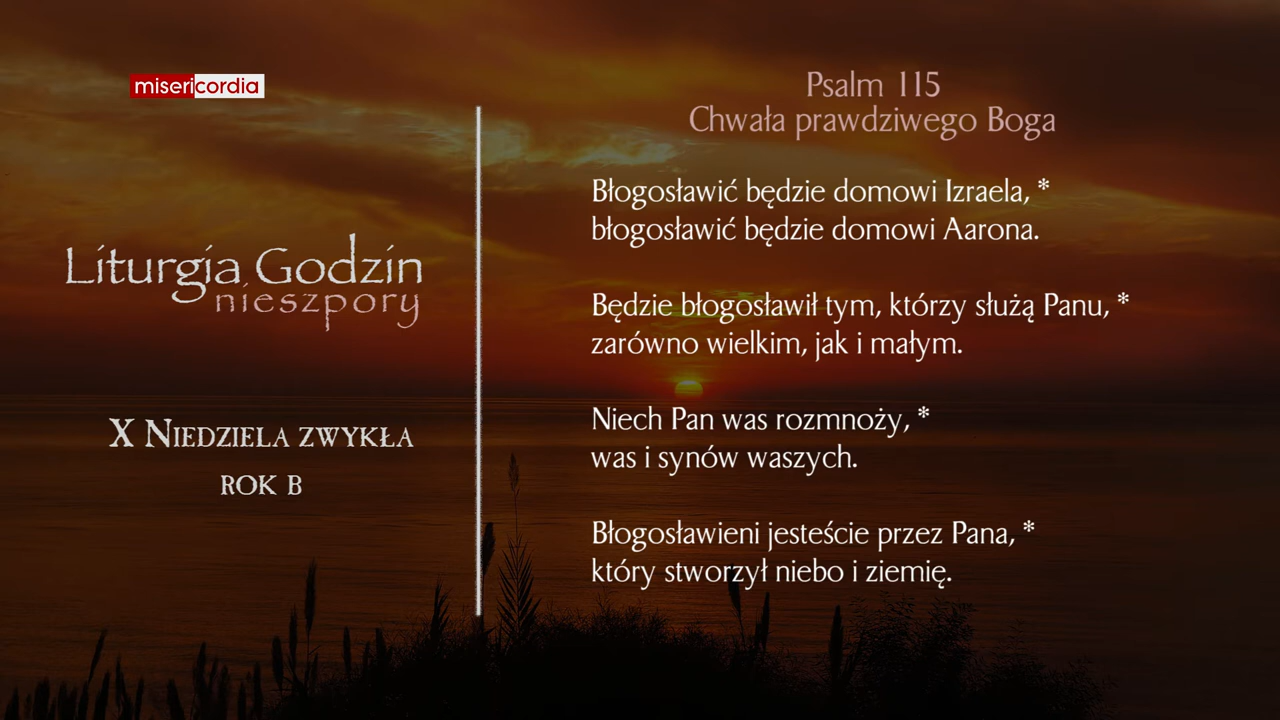 misericordia
Liturgia Godzin
nieszpory
X Niedziela zwykła
rok B
Psalm 115
Chwała prawdziwego Boga
Błogosławić będzie domowi Izraela, *
błogosławić będzie domowi Aarona.
Będzie błogosławił tym, którzy służą Panu, *
zarówno wielkim, jak i małym.
Niech Pan was rozmnoży, *
was i synów waszych.
Błogosławieni jesteście przez Pana, *
który stworzył niebo i ziemię.